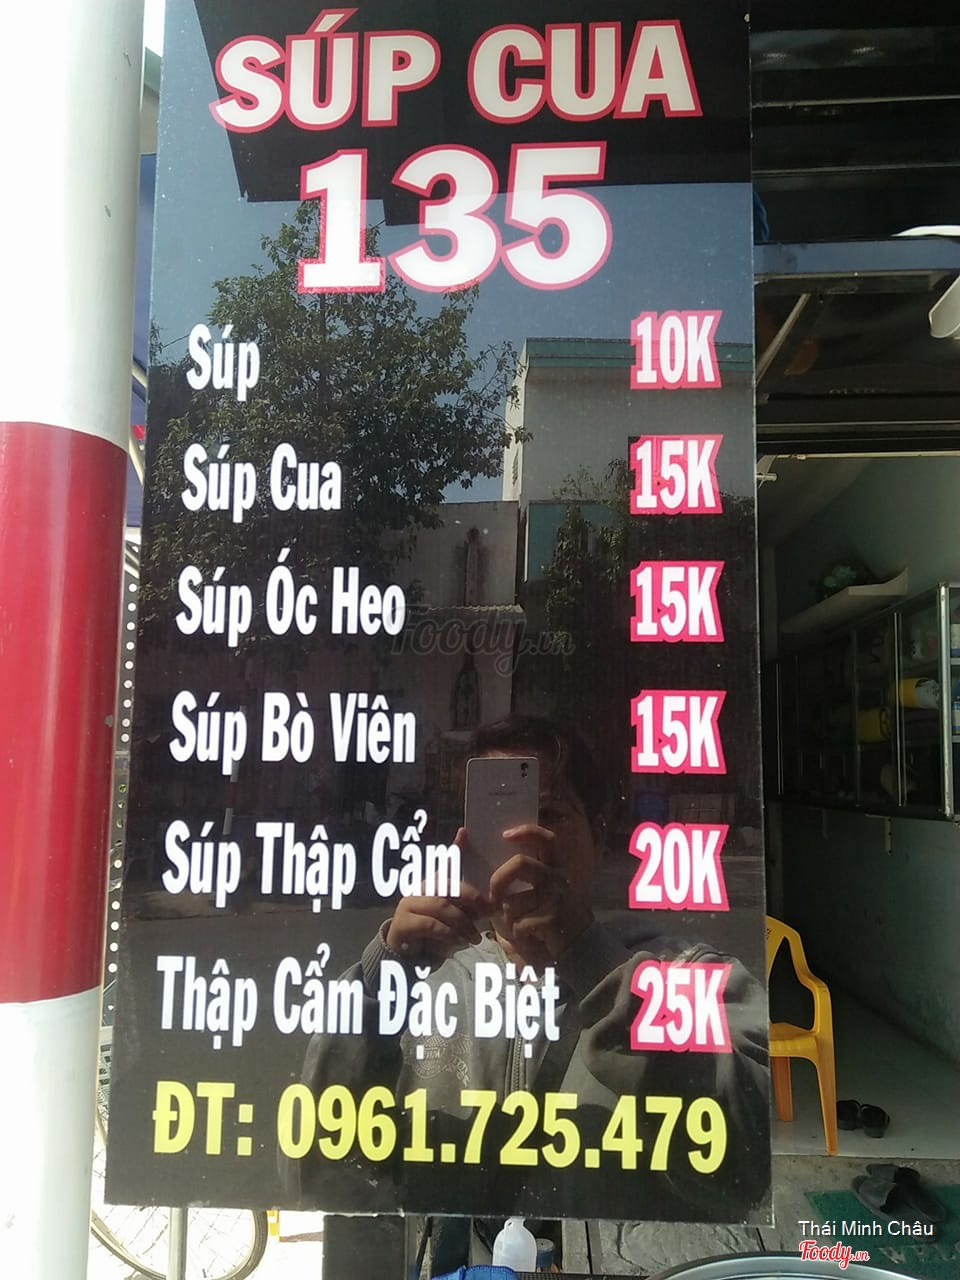 SÚP CUA
135
Súp 10K
Súp Cua 15K
Súp Óc Heo 15K
Súp Bò Viên 15K
Súp Thập Cẩm 20K
Thập Cẩm Đặc Biệt 25K
ĐT: 0961.725.479
Foody.vn
Thái Minh Châu
Foody.vn